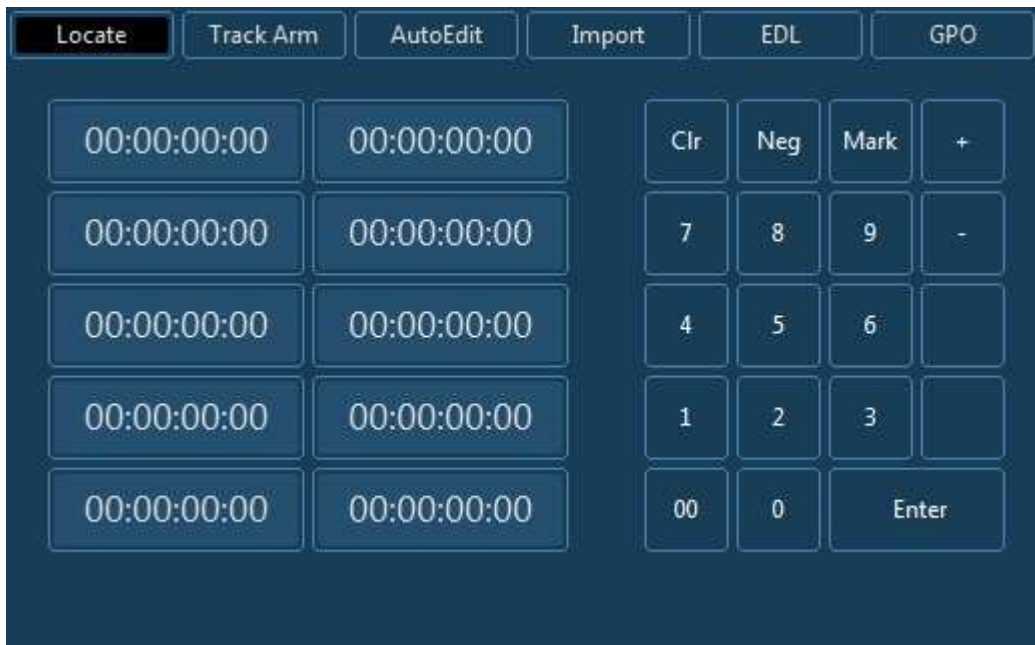 Locate Track Arm AutoEdit Import EDL GPO
00:00:00:00 00:00:00:00 Clr Neg Mark +
00:00:00:00 00:00:00:00 7 8 9 -
00:00:00:00 00:00:00:00 4 5 6
00:00:00:00 00:00:00:00 1 2 3
00:00:00:00 00:00:00:00 00 0 Enter